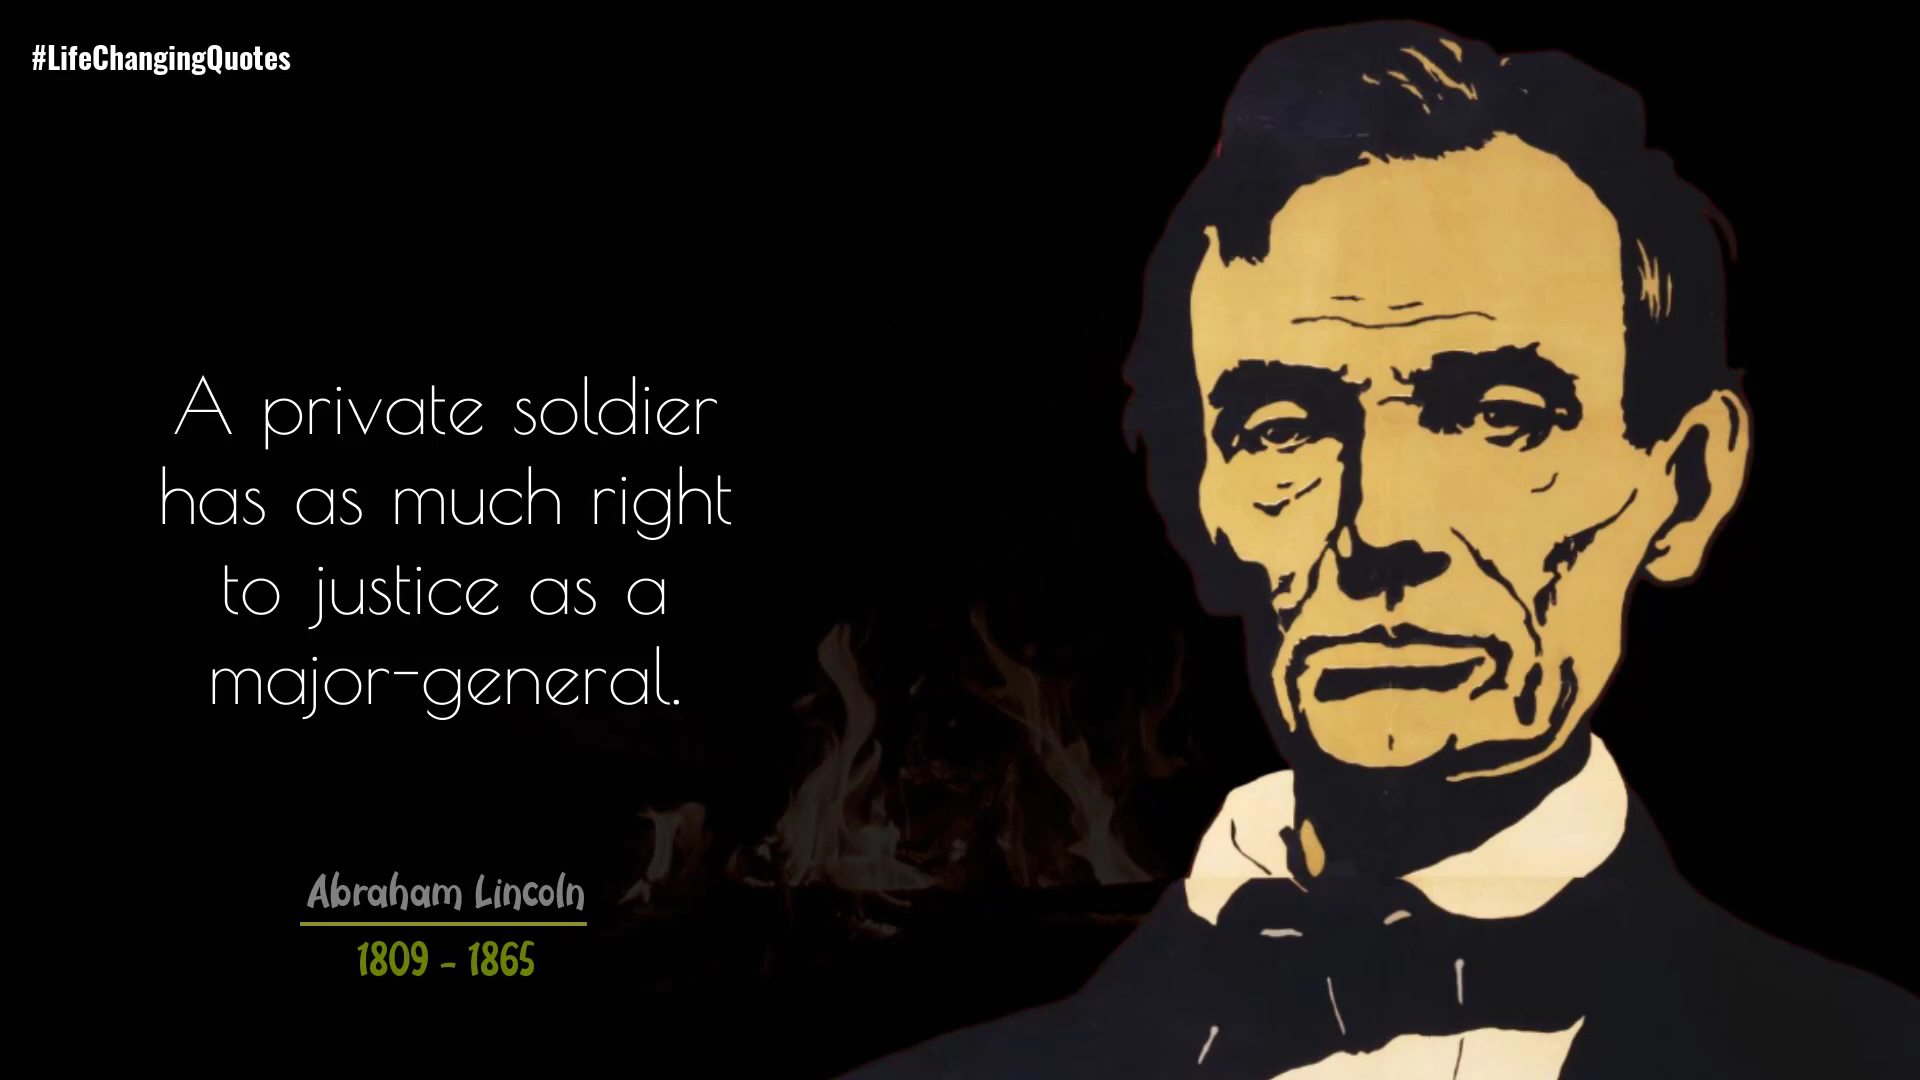 #LifeChangingQuotes
A private soldier
has as much right
to justice as a
major-general.
Abraham Lincoln
1809 - 1865